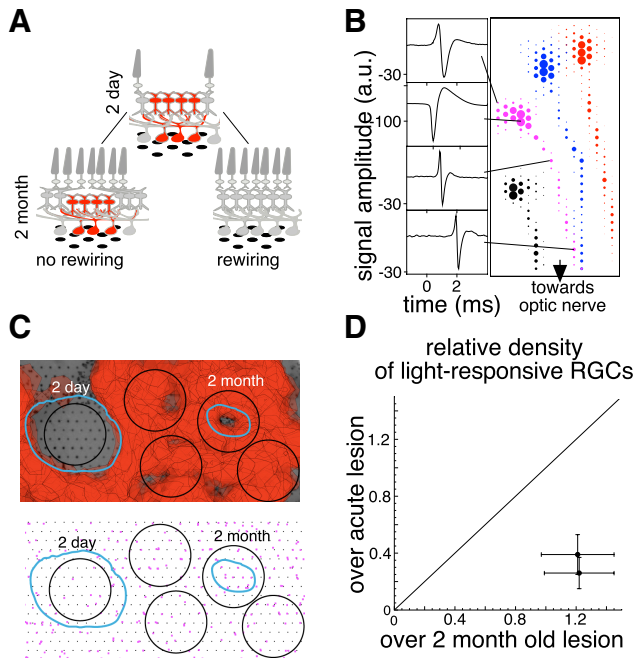 A
2 day
2 month
no rewiring
rewiring
B
signal amplitude (a.u.)
-30
100
-30
-30
0
2
time (ms)
towards
optic nerve
C
2 day
2 month
2 day
2 month
D
relative density
of light-responsive RGCs
over acute lesion
1.2
0.8
0.4
0
0
0.4
0.8
1.2
over 2 month old lesion